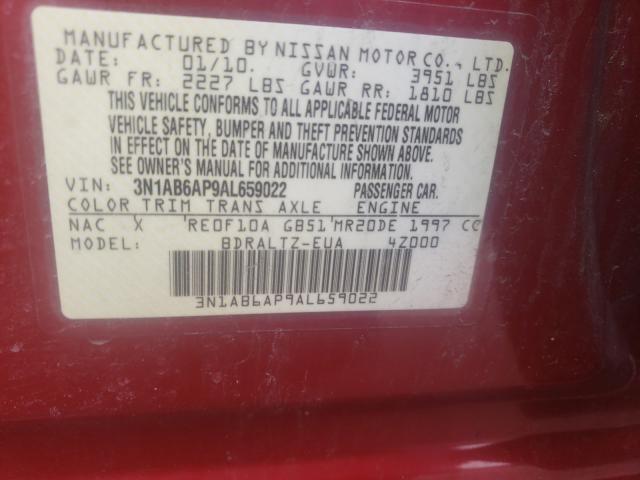 MANUFACTURED BY NISSAN MOTOR CO., LTD.
DATE: 01/10. GVWR: 3951 LBS
GAWR FR: 2227 LBS GAWR RR: 1810 LBS
THIS VEHICLE CONFORMS TO ALL APPLICABLE FEDERAL MOTOR
VEHICLE SAFETY, BUMPER AND THEFT PREVENTION STANDARDS
IN EFFECT ON THE DATE OF MANUFACTURE SHOWN ABOVE.
SEE OWNER'S MANUAL FOR ADDITIONAL INFORMATION.
VIN: 3N1AB6AP9AL659022 PASSENGER CAR.
COLOR TRIM TRANS AXLE ENGINE
NAC X 'RE0F10A GB51'MR20DE 1997 CC
MODEL: BDRALTZ-EUA 4Z000
3N1AB6AP9AL659022